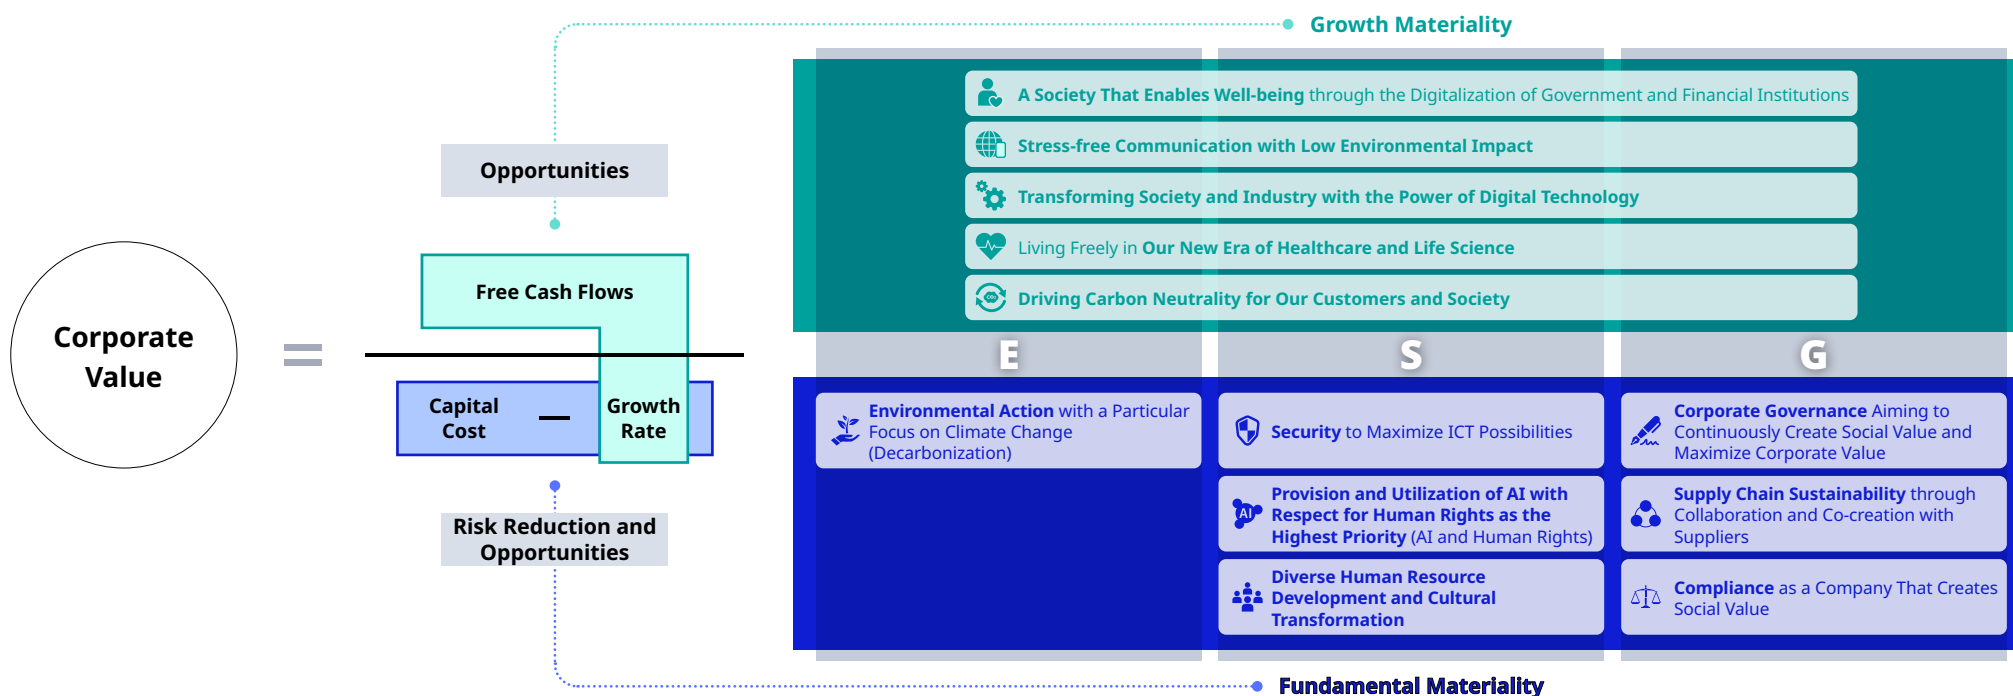 Growth Materiality
A Society That Enables Well-being through the Digitalization of Government and Financial Institutions
Stress-free Communication with Low Environmental Impact
Transforming Society and Industry with the Power of Digital Technology
Living Freely in Our New Era of Healthcare and Life Science
Driving Carbon Neutrality for Our Customers and Society
Opportunities
Free Cash Flows
Corporate
Value
=
Capital
Cost
—
Growth
Rate
Risk Reduction and
Opportunities
E
S
G
Environmental Action with a Particular
Focus on Climate Change
(Decarbonization)
Security to Maximize ICT Possibilities
AI
Provision and Utilization of AI with
Respect for Human Rights as the
Highest Priority (AI and Human Rights)
Diverse Human Resource
Development and Cultural
Transformation
Corporate Governance Aiming to
Continuously Create Social Value and
Maximize Corporate Value
Supply Chain Sustainability through
Collaboration and Co-creation with
Suppliers
Compliance as a Company That Creates
Social Value
Fundamental Materiality